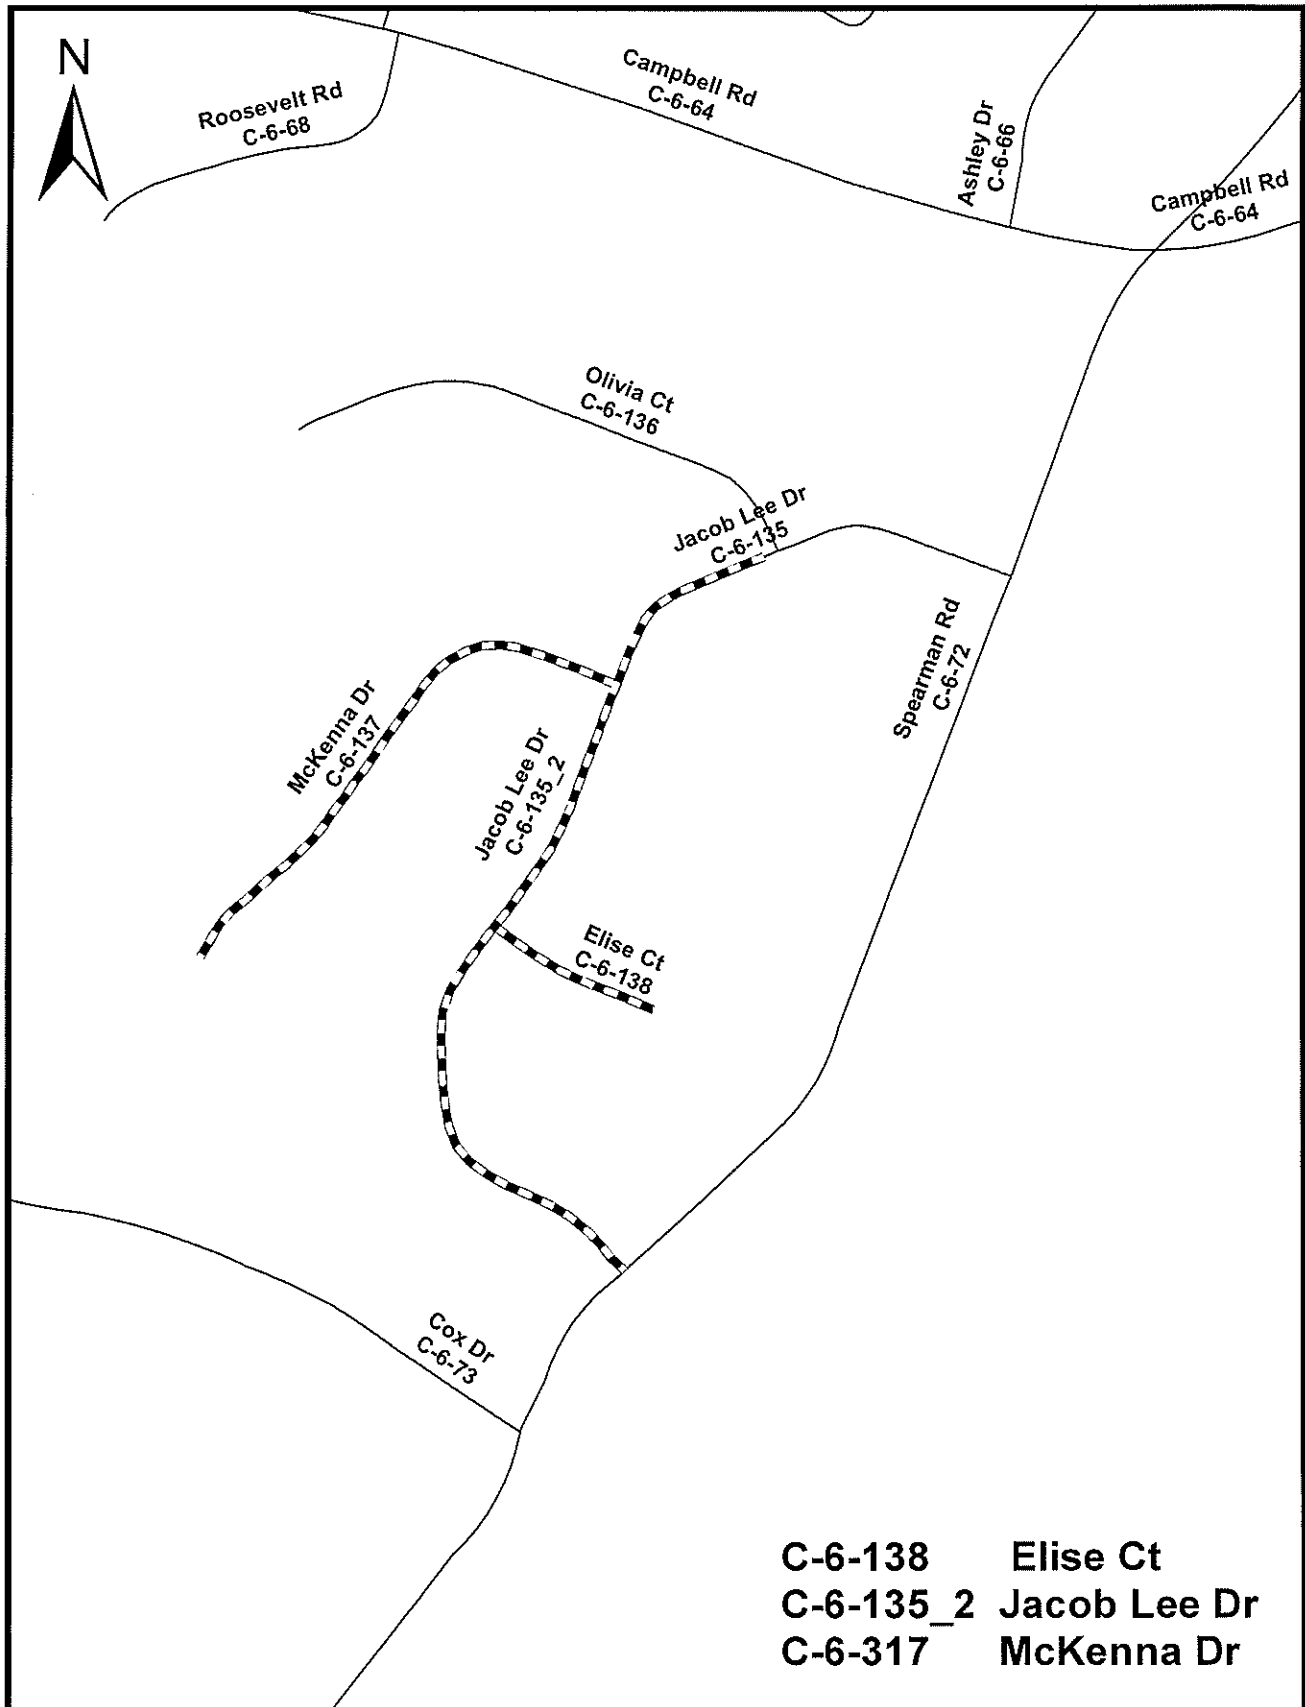 N
Roosevelt Rd
C-6-68
Campbell Rd
C-6-64
Ashley Dr
C-6-66
Campbell Rd
C-6-64
Olivia Ct
C-6-136
Jacob Lee Dr
C-6-135
Spearman Rd
C-6-72
McKenna Dr
C-6-137
Jacob Lee Dr
C-6-135_2
Elise Ct
C-6-138
Cox Dr
C-6-73
C-6-138 Elise Ct
C-6-135_2 Jacob Lee Dr
C-6-317 McKenna Dr